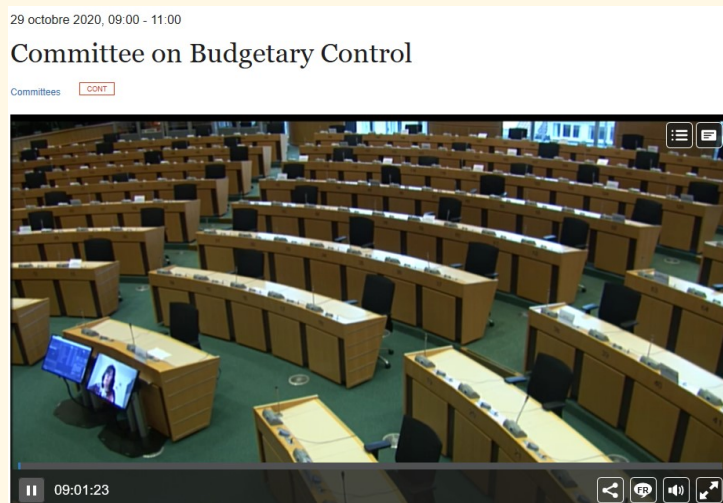 29 octobre 2020, 09:00 - 11:00
Committee on Budgetary Control
Committees CONT
09:01:23
FR